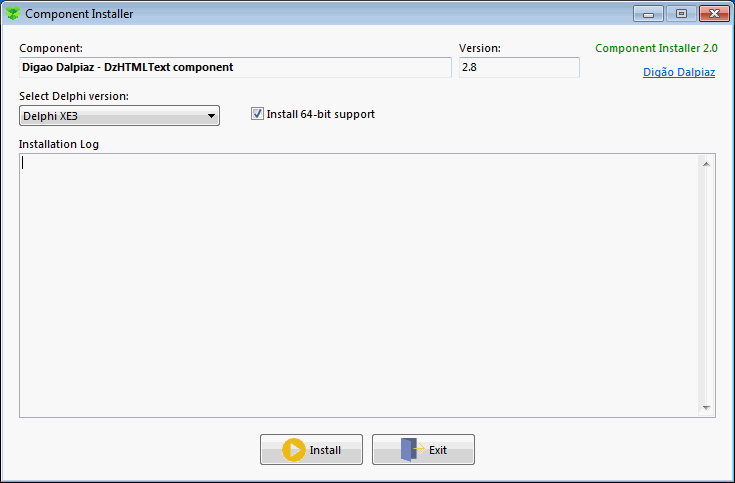 Component Installer
Component: Version: Component Installer 2.0
Digao Dalpiaz - DzHTMLText component 2.8 Digão Dalpiaz
Select Delphi version:
Delphi XE3 Install 64-bit support
Installation Log
Install Exit